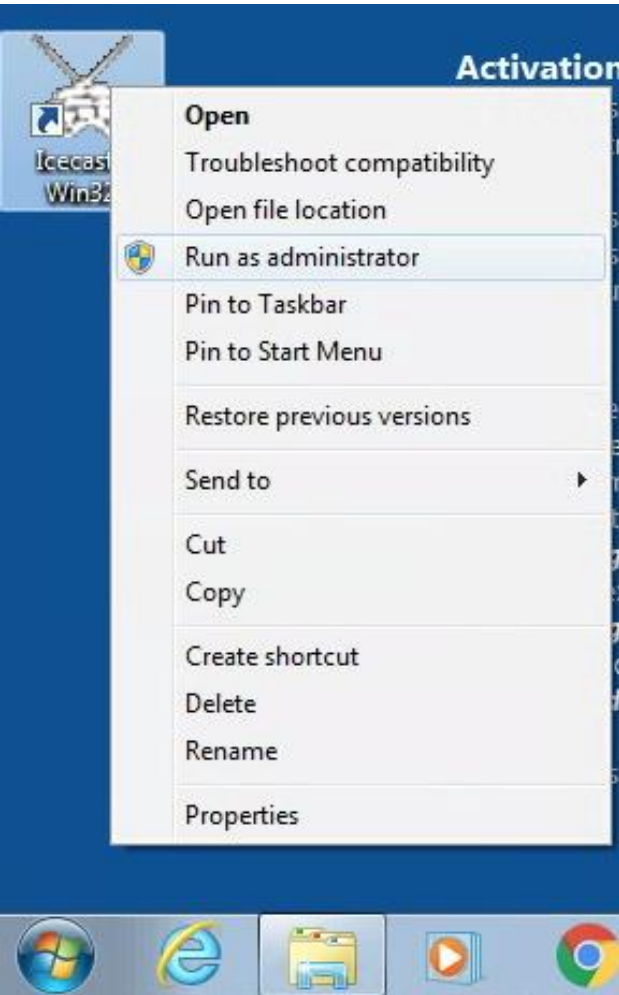 Activation
Icecast
Win32
Open
Troubleshoot compatibility
Open file location
Run as administrator
Pin to Taskbar
Pin to Start Menu
Restore previous versions
Send to
Cut
Copy
Create shortcut
Delete
Rename
Properties